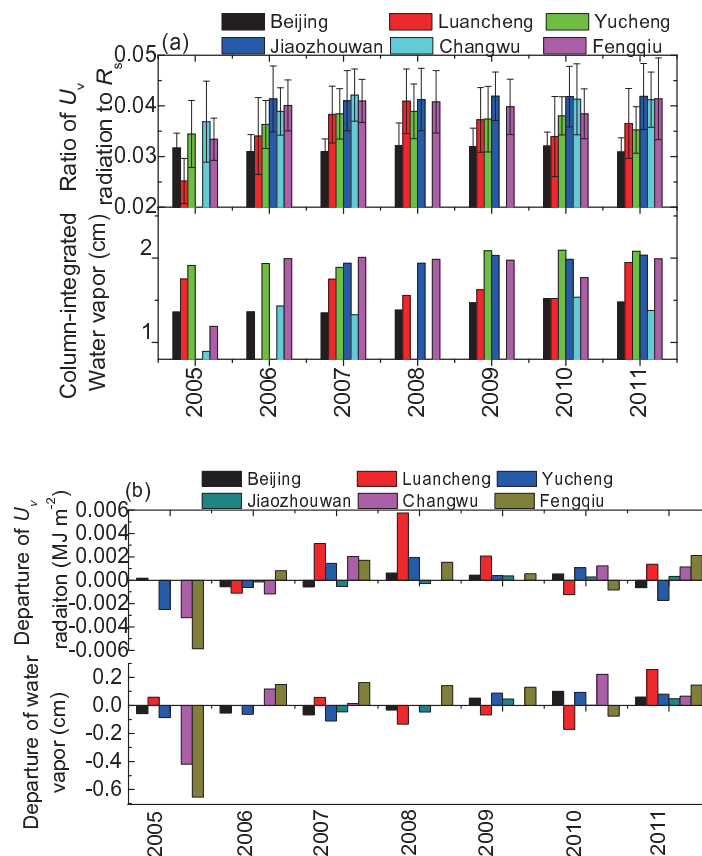 Beijing Luancheng Yucheng
(a) Jiaozhouwan Changwu Fengqiu
Ratio of Uv
radiation to Rs
0.05
0.04
0.03
0.02
Column-integrated
Water vapor (cm)
2
1
2005 2006 2007 2008 2009 2010 2011
(b) Beijing Luancheng Yucheng
Jiaozhouwan Changwu Fengqiu
Departure of Uv
radaiton (MJ m⁻²)
0.006
0.004
0.002
0.000
-0.002
-0.004
-0.006
Departure of water
vapor (cm)
0.2
0.0
-0.2
-0.4
-0.6
2005 2006 2007 2008 2009 2010 2011